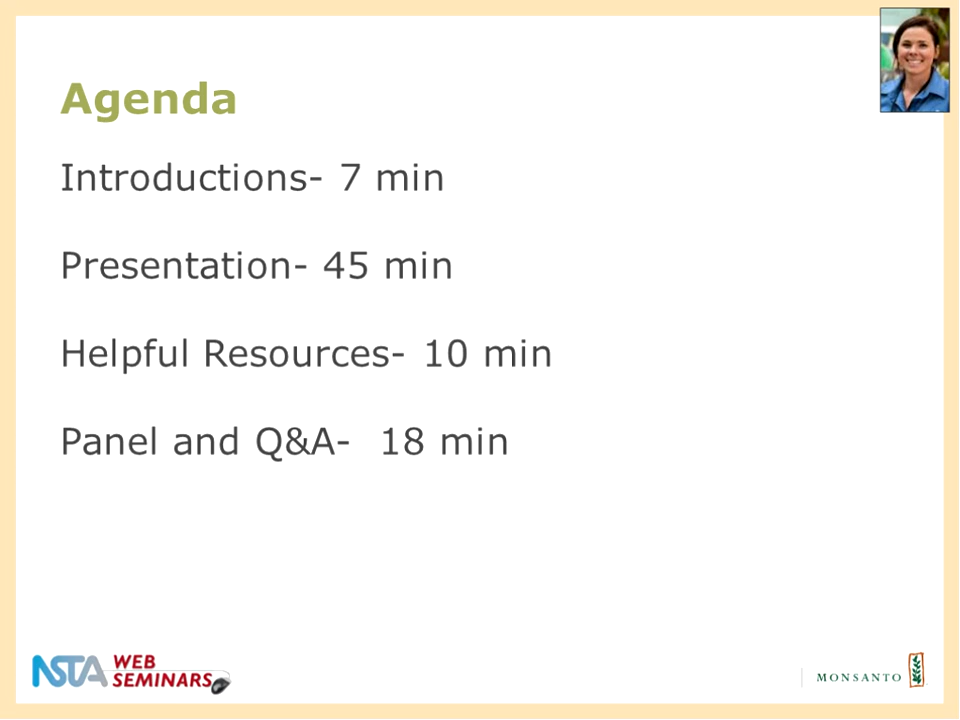 Agenda
Introductions- 7 min
Presentation- 45 min
Helpful Resources- 10 min
Panel and Q&A- 18 min
NSTA WEB SEMINARS
MONSANTO